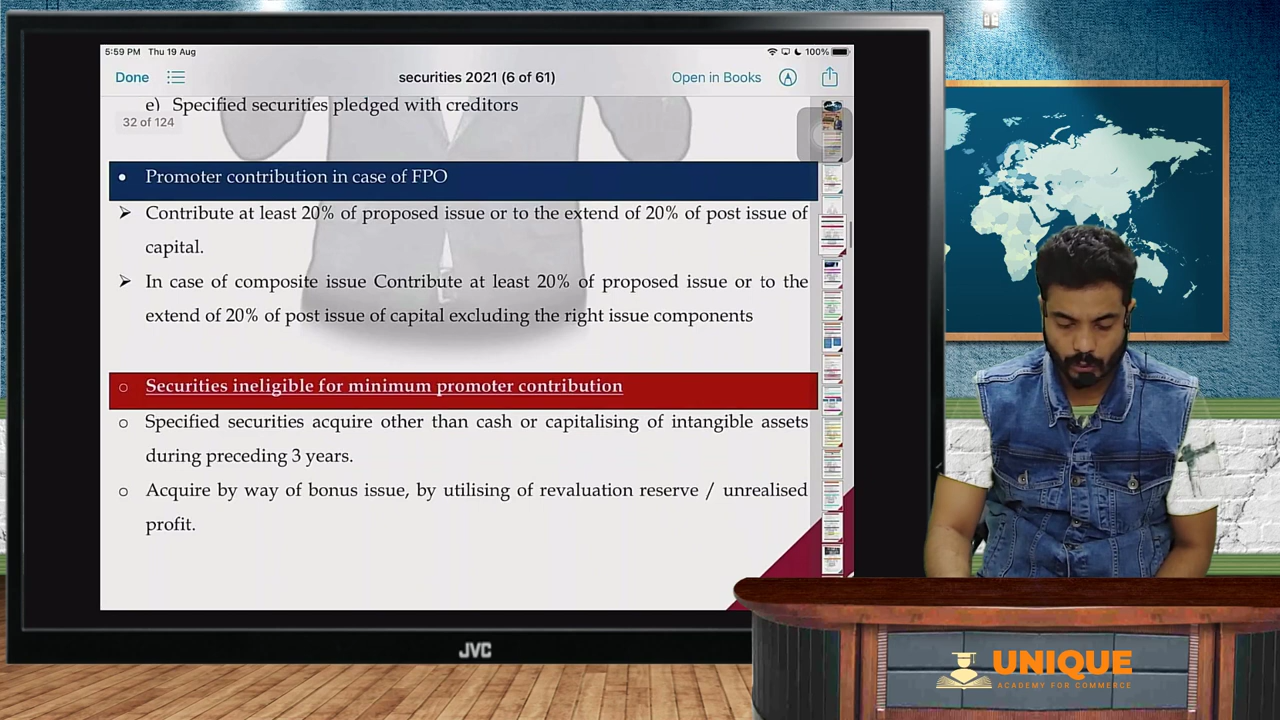 5:59 PM Thu 19 Aug
100%
Done
securities 2021 (6 of 61)
Open in Books
e) Specified securities pledged with creditors
32 of 124
• Promoter contribution in case of FPO
➢ Contribute at least 20% of proposed issue or to the extend of 20% of post issue of
capital.
➢ In case of composite issue Contribute at least 20% of proposed issue or to the
extend of 20% of post issue of capital excluding the right issue components
○ Securities ineligible for minimum promoter contribution
○ Specified securities acquire other than cash or capitalising of intangible assets
during preceding 3 years.
○ Acquire by way of bonus issue, by utilising of revaluation reserve / unrealised
profit.
JVC
UNIQUE
ACADEMY FOR COMMERCE